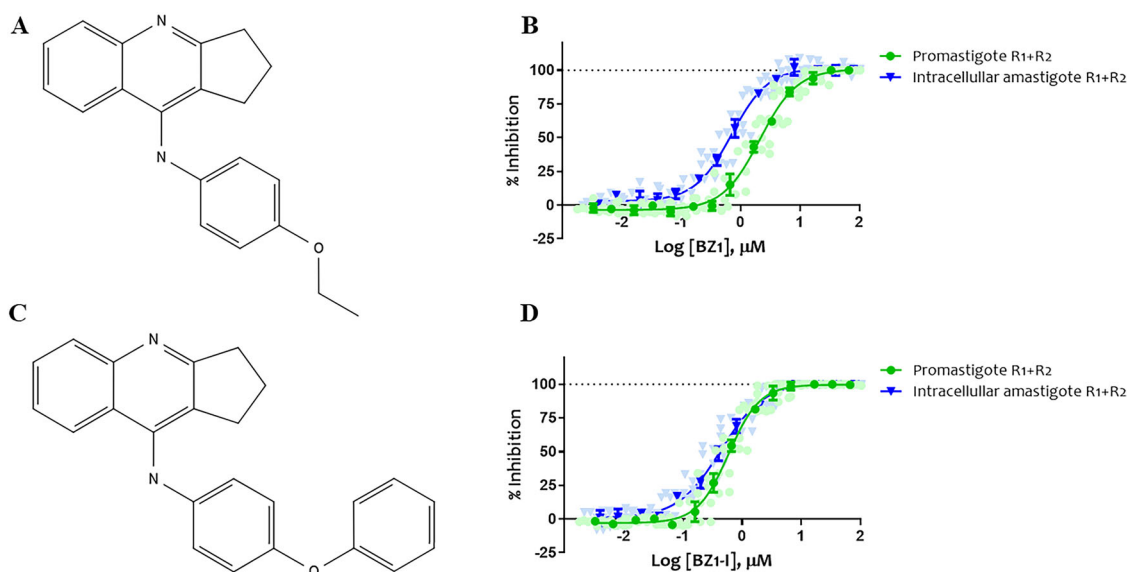 A
N
N
O
B
Promastigote R1+R2
Intracellullar amastigote R1+R2
100
75
50
25
0
-25
-2
-1
0
1
2
% Inhibition
Log [BZ1], µM
C
N
N
O
D
Promastigote R1+R2
Intracellullar amastigote R1+R2
100
75
50
25
0
25
-2
-1
0
1
2
% Inhibition
Log [BZ1-I], µM